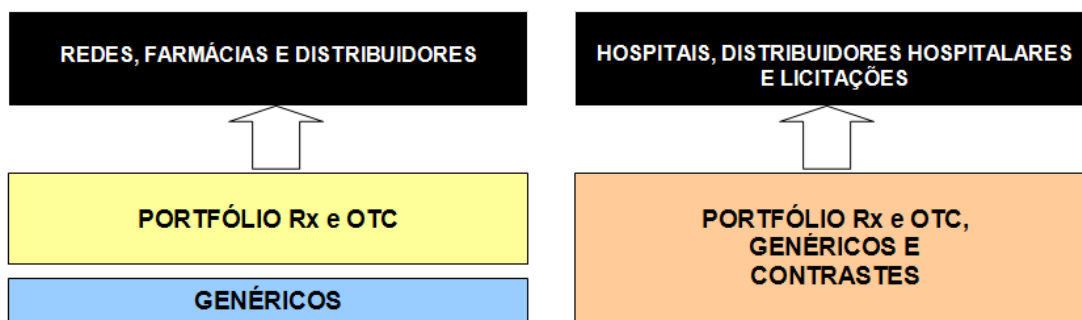 REDES, FARMÁCIAS E DISTRIBUIDORES
PORTFÓLIO Rx e OTC
GENÉRICOS
HOSPITAIS, DISTRIBUIDORES HOSPITALARES
E LICITAÇÕES
PORTFÓLIO Rx e OTC,
GENÉRICOS E
CONTRASTES